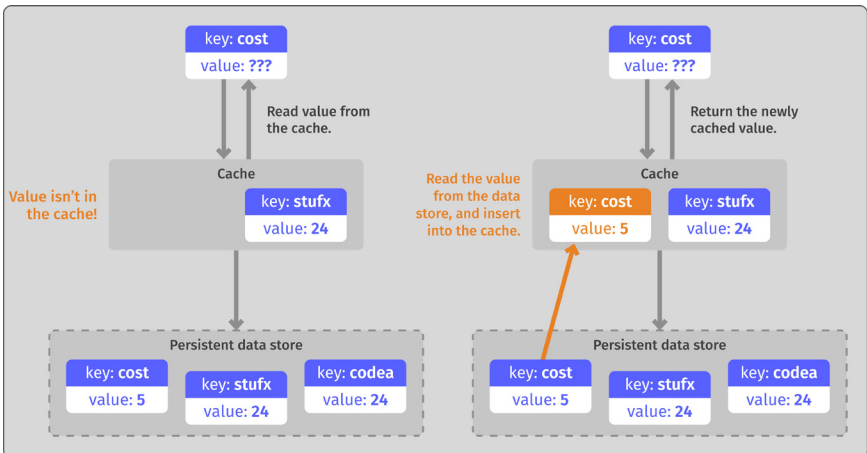 key: cost
value: ???
Read value from
the cache.
Cache
Value isn't in
the cache!
key: stufx
value: 24
Persistent data store
key: cost
value: 5
key: stufx
value: 24
key: codea
value: 24
key: cost
value: ???
Return the newly
cached value.
Cache
Read the value
from the data
store, and insert
into the cache.
key: cost
value: 5
key: stufx
value: 24
Persistent data store
key: cost
value: 5
key: stufx
value: 24
key: codea
value: 24